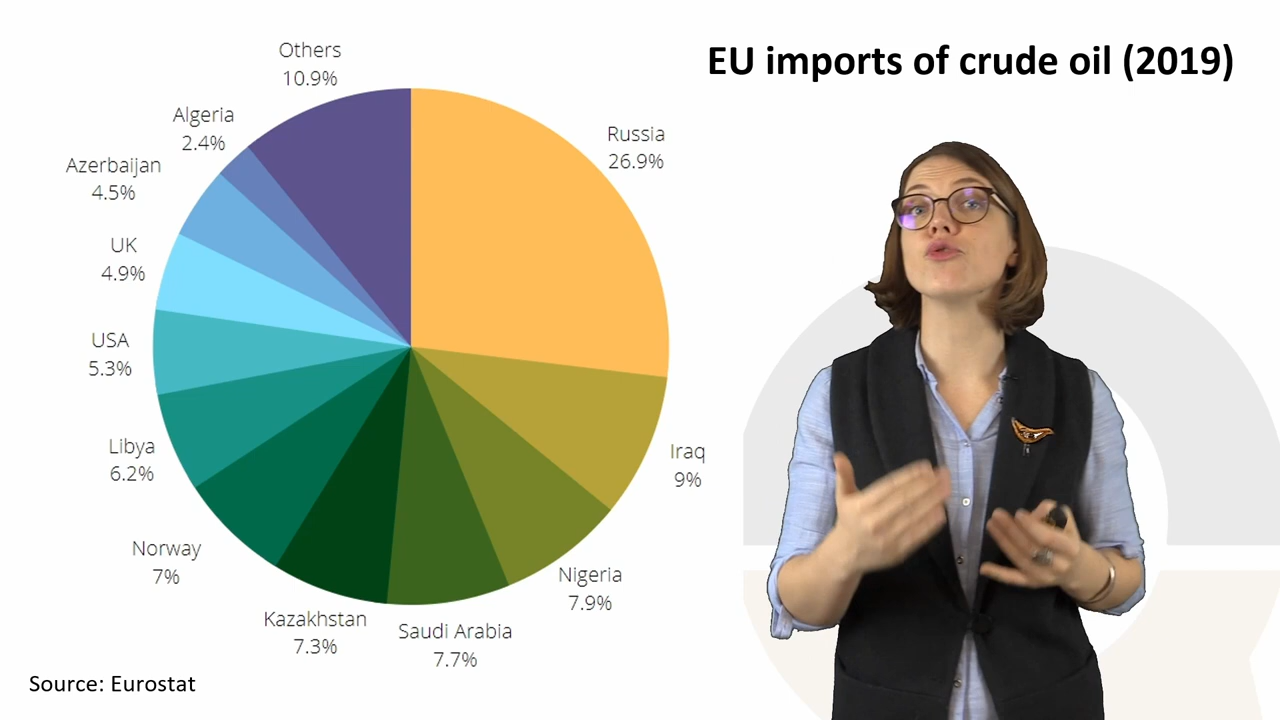 EU imports of crude oil (2019)
Others
10.9%
Algeria
2.4%
Azerbaijan
4.5%
UK
4.9%
USA
5.3%
Libya
6.2%
Norway
7%
Kazakhstan
7.3%
Saudi Arabia
7.7%
Nigeria
7.9%
Iraq
9%
Russia
26.9%
Source: Eurostat